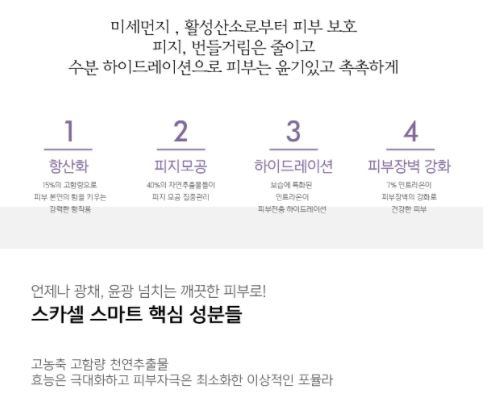 미세먼지 , 활성산소로부터 피부 보호
피지, 번들거림은 줄이고
수분 하이드레이션으로 피부는 윤기있고 촉촉하게
1
2
3
4
항산화
피지모공
하이드레이션
피부장벽 강화
15%의 고함량으로
40%의 자연추출물들이
보습에 특화된
7% 인트라온이
피부 본연의 힘을 키우는
피지 모공 집중관리
인트라온이
피부장벽의 강화로
강력한 항작용
피부전층 하이드레이션
건강한 피부
언제나 광채, 윤광 넘치는 깨끗한 피부로!
스카셀 스마트 핵심 성분들
고농축 고함량 천연추출물
효능은 극대화하고 피부자극은 최소화한 이상적인 포뮬라